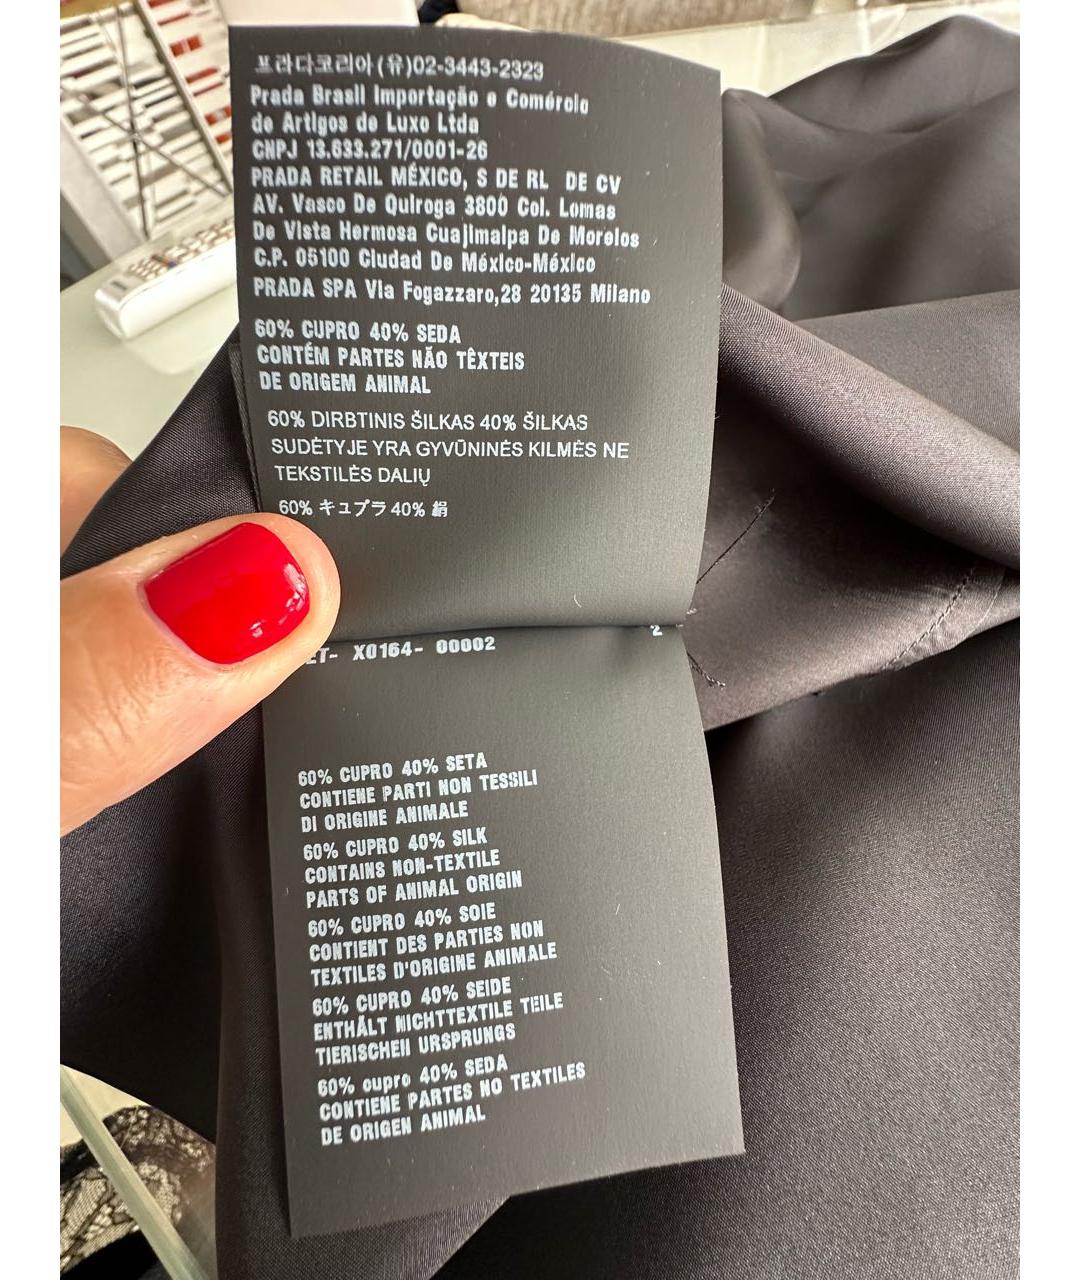 프라다코리아(유)02-3443-2323
Prada Brasil Importação e Comércio
de Artigos de Luxo Ltda
CNPJ 13.633.271/0001-26
PRADA RETAIL MÉXICO, S DE RL DE CV
AV. Vasco De Quiroga 3800 Col. Lomas
De Vista Hermosa Cuajimalpa De Morelos
C.P. 05100 Ciudad De México-México
PRADA SPA Via Fogazzaro,28 20135 Milano
60% CUPRO 40% SEDA
CONTÉM PARTES NÃO TÊXTEIS
DE ORIGEM ANIMAL
60% DIRBTINIS ŠILKAS 40% ŠILKAS
SUDĖTYJE YRA GYVŪNINĖS KILMĖS NE
TEKSTILĖS DALIŲ
60% キュプラ 40% 絹
2
X0164- 00002
60% CUPRO 40% SETA
CONTIENE PARTI NON TESSILI
DI ORIGINE ANIMALE
60% CUPRO 40% SILK
CONTAINS NON-TEXTILE
PARTS OF ANIMAL ORIGIN
60% CUPRO 40% SOIE
CONTIENT DES PARTIES NON
TEXTILES D'ORIGINE ANIMALE
60% CUPRO 40% SEIDE
ENTHÄLT NICHTTEXTILE TEILE
TIERISCHEN URSPRUNGS
60% cupro 40% SEDA
CONTIENE PARTES NO TEXTILES
DE ORIGEN ANIMAL